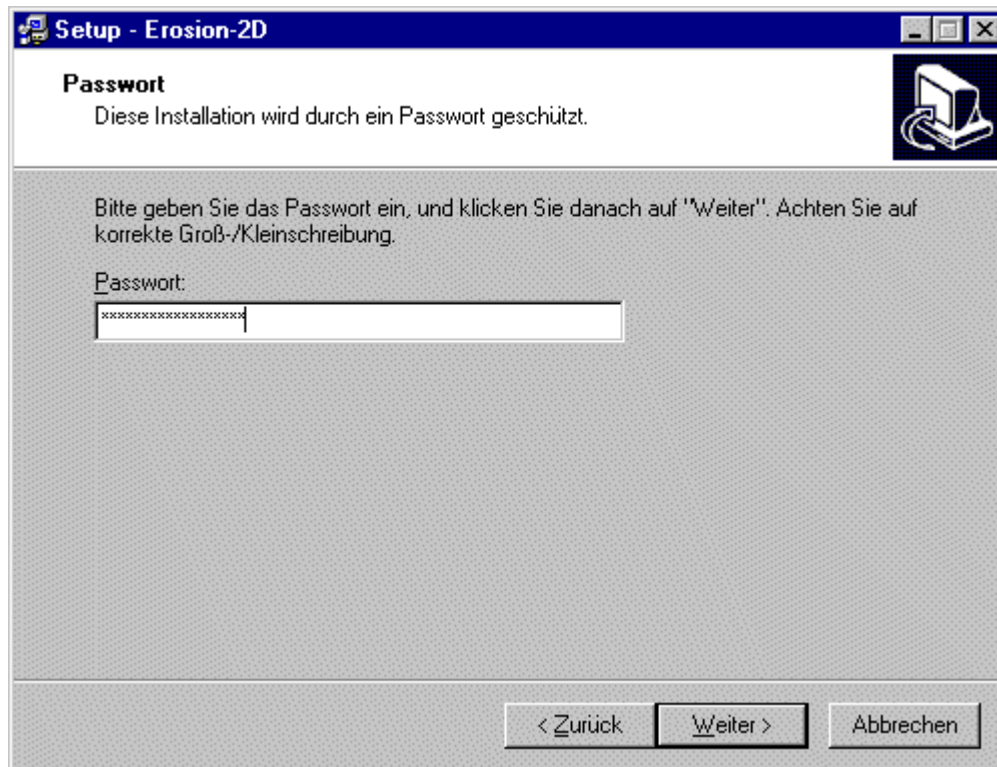 Setup - Erosion-2D
Passwort
Diese Installation wird durch ein Passwort geschützt.
Bitte geben Sie das Passwort ein, und klicken Sie danach auf "Weiter". Achten Sie auf
korrekte Groß-/Kleinschreibung.
Passwort:
xxxxxxxxxxxxxxxxxx
< Zurück Weiter > Abbrechen